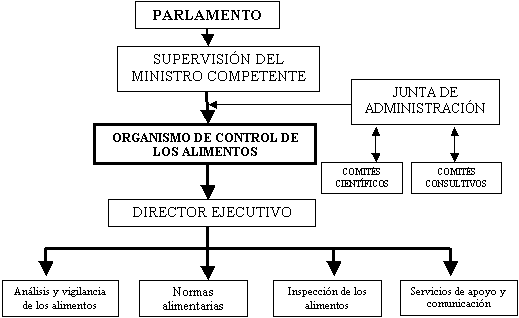 PARLAMENTO
SUPERVISIÓN DEL
MINISTRO COMPETENTE
JUNTA DE
ADMINISTRACIÓN
ORGANISMO DE CONTROL DE
LOS ALIMENTOS
COMITÉS
CIENTÍFICOS
COMITÉS
CONSULTIVOS
DIRECTOR EJECUTIVO
Análisis y vigilancia
de los alimentos
Normas
alimentarias
Inspección de los
alimentos
Servicios de apoyo y
comunicación